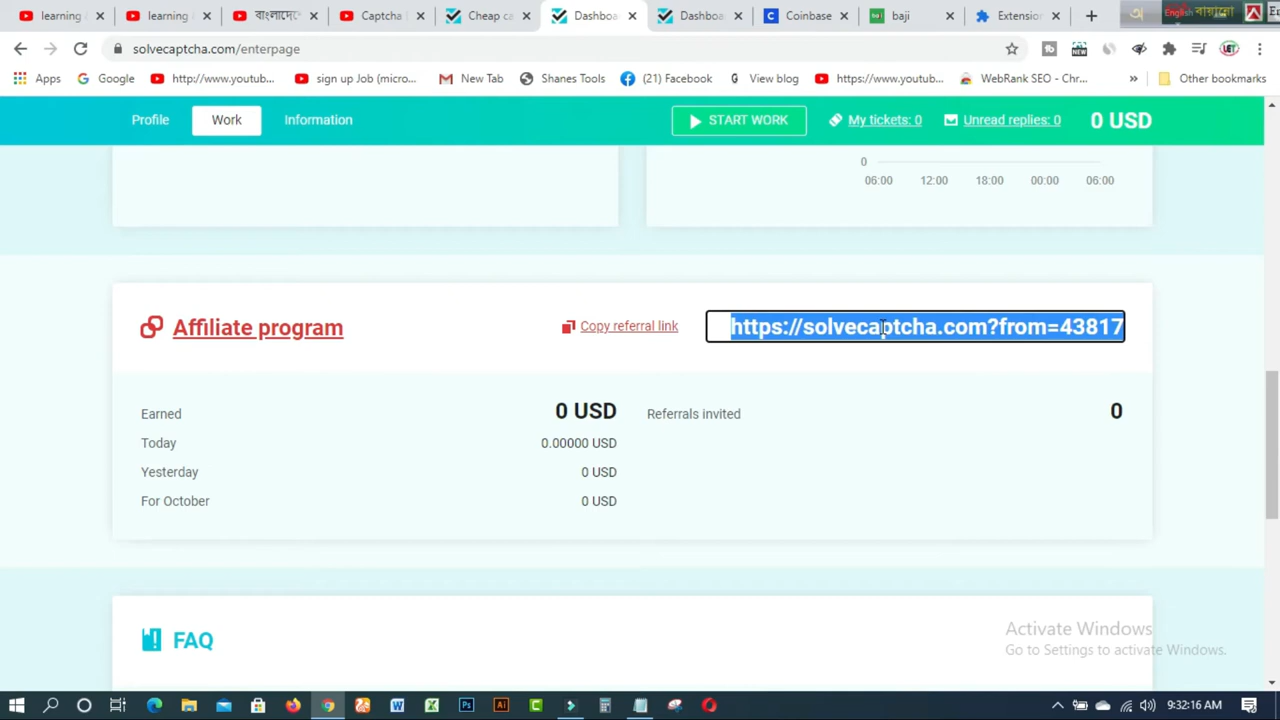 learning
learning
বাংলাদেশে
Captcha
Dashboa
Dashboa
Coinbase
baji
Extension
English
solvecaptcha.com/enterpage
Apps
Google
http://www.youtub...
sign up Job (micro...
New Tab
Shanes Tools
(21) Facebook
View blog
https://www.youtub...
WebRank SEO - Chr...
»
Other bookmarks
Profile
Work
Information
START WORK
My tickets: 0
Unread replies: 0
0 USD
0
06:00 12:00 18:00 00:00 06:00
Affiliate program
Copy referral link
https://solvecaptcha.com?from=43817
Earned 0 USD
Referrals invited 0
Today 0.00000 USD
Yesterday 0 USD
For October 0 USD
FAQ
Activate Windows
Go to Settings to activate Windows.
9:32:16 AM